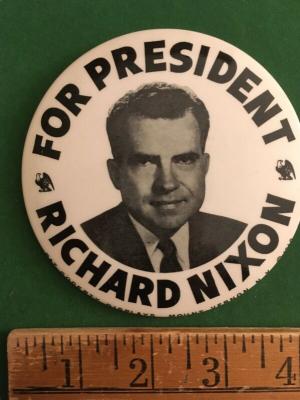 FOR PRESIDENT
RICHARD NIXON
1 2 3 4